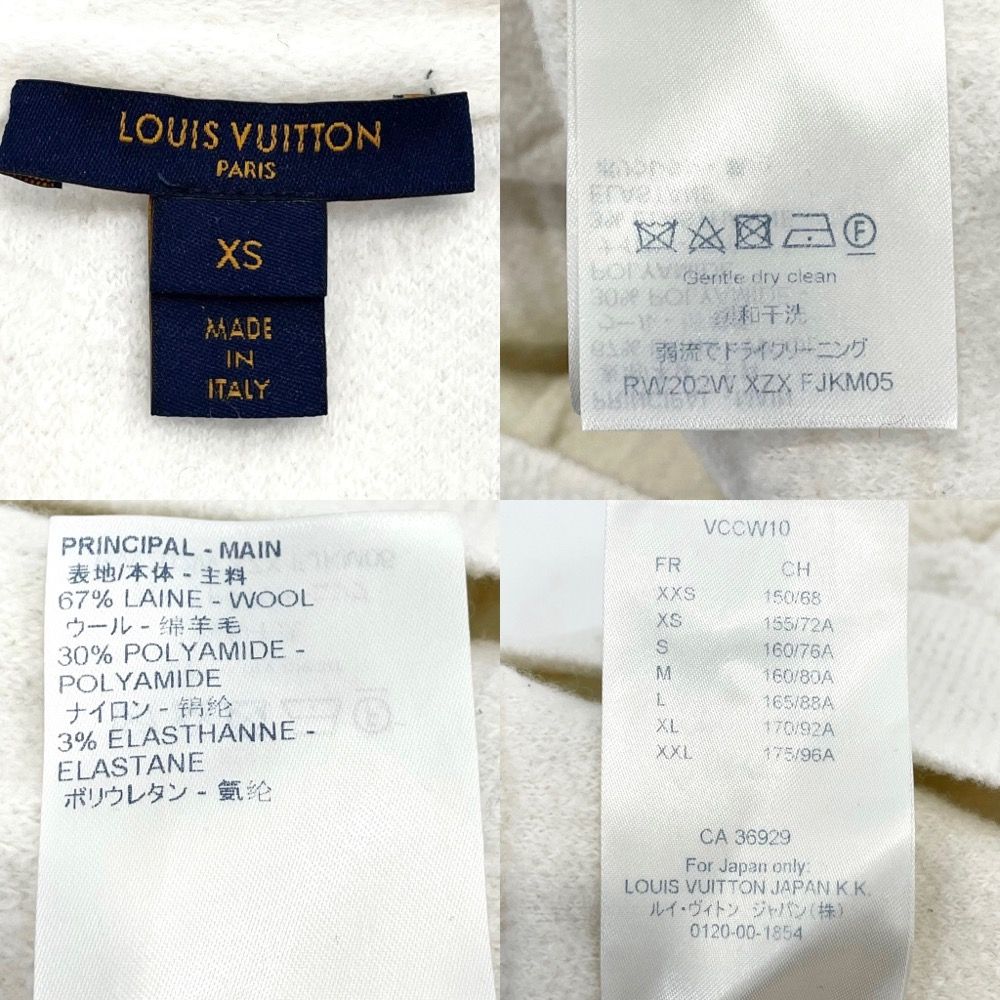 LOUIS VUITTON
PARIS
XS
MADE
IN
ITALY
Gentle dry clean
缓和干洗
弱流でドライクリーニング
RW202W XZX FJKM05
PRINCIPAL - MAIN
表地/本体 - 主料
67% LAINE - WOOL
ウール - 绵羊毛
30% POLYAMIDE -
POLYAMIDE
ナイロン - 锦纶
3% ELASTHANNE -
ELASTANE
ポリウレタン - 氨纶
VCCW10
FR CH
XXS 150/68
XS 155/72A
S 160/76A
M 160/80A
L 165/88A
XL 170/92A
XXL 175/96A
CA 36929
For Japan only:
LOUIS VUITTON JAPAN K.K.
ルイ・ヴィトン ジャパン(株)
0120-00-1854